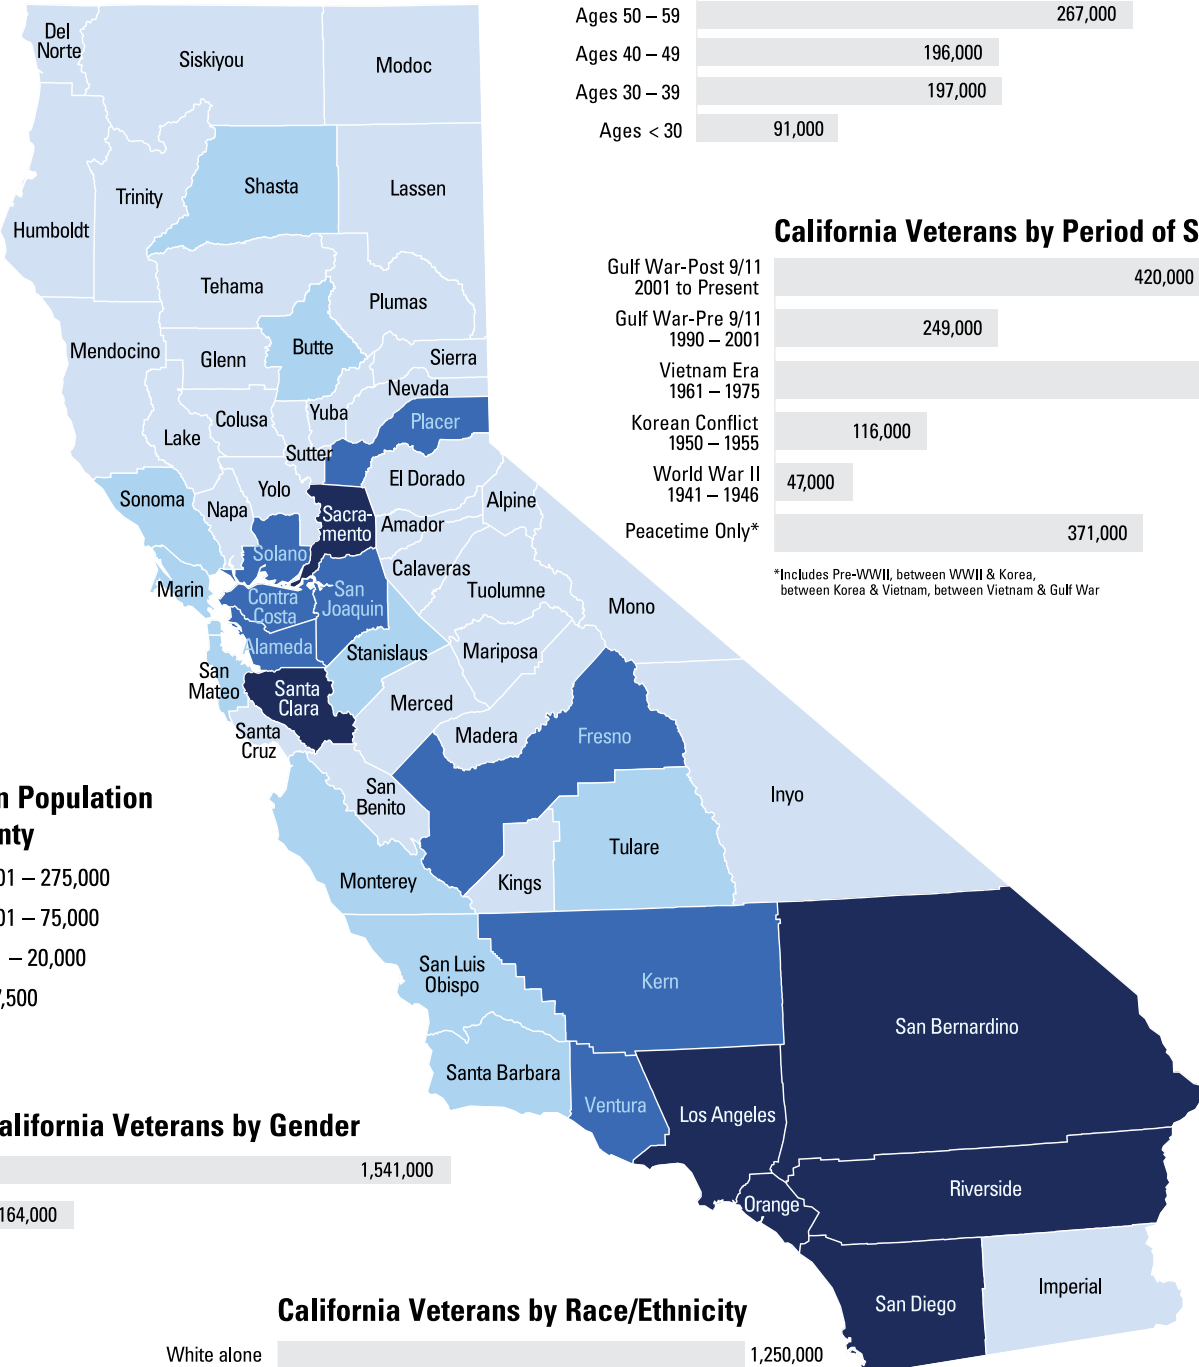 Ages 50 – 59
267,000
Ages 40 – 49
196,000
Ages 30 – 39
197,000
Ages < 30
91,000
California Veterans by Period of S
Gulf War-Post 9/11
2001 to Present
420,000
Gulf War-Pre 9/11
1990 – 2001
249,000
Vietnam Era
1961 – 1975
Korean Conflict
1950 – 1955
116,000
World War II
1941 – 1946
47,000
Peacetime Only*
371,000
*Includes Pre-WWII, between WWII & Korea,
between Korea & Vietnam, between Vietnam & Gulf War
Del
Norte
Siskiyou
Modoc
Shasta
Lassen
Trinity
Humboldt
Tehama
Plumas
Mendocino
Glenn
Butte
Sierra
Nevada
Colusa
Yuba
Placer
Lake
Sutter
El Dorado
Sonoma
Napa
Yolo
Alpine
Sacra-
mento
Amador
Solano
Calaveras
Marin
Contra
Costa
San
Joaquin
Tuolumne
Mono
Alameda
Stanislaus
Mariposa
San
Mateo
Santa
Clara
Merced
Santa
Cruz
Madera
Fresno
San
Benito
Inyo
Tulare
Monterey
Kings
San Luis
Obispo
Kern
San Bernardino
Santa Barbara
Ventura
Los Angeles
Orange
Riverside
San Diego
Imperial
n Population
nty
01 – 275,000
01 – 75,000
– 20,000
7,500
alifornia Veterans by Gender
1,541,000
164,000
California Veterans by Race/Ethnicity
White alone
1,250,000